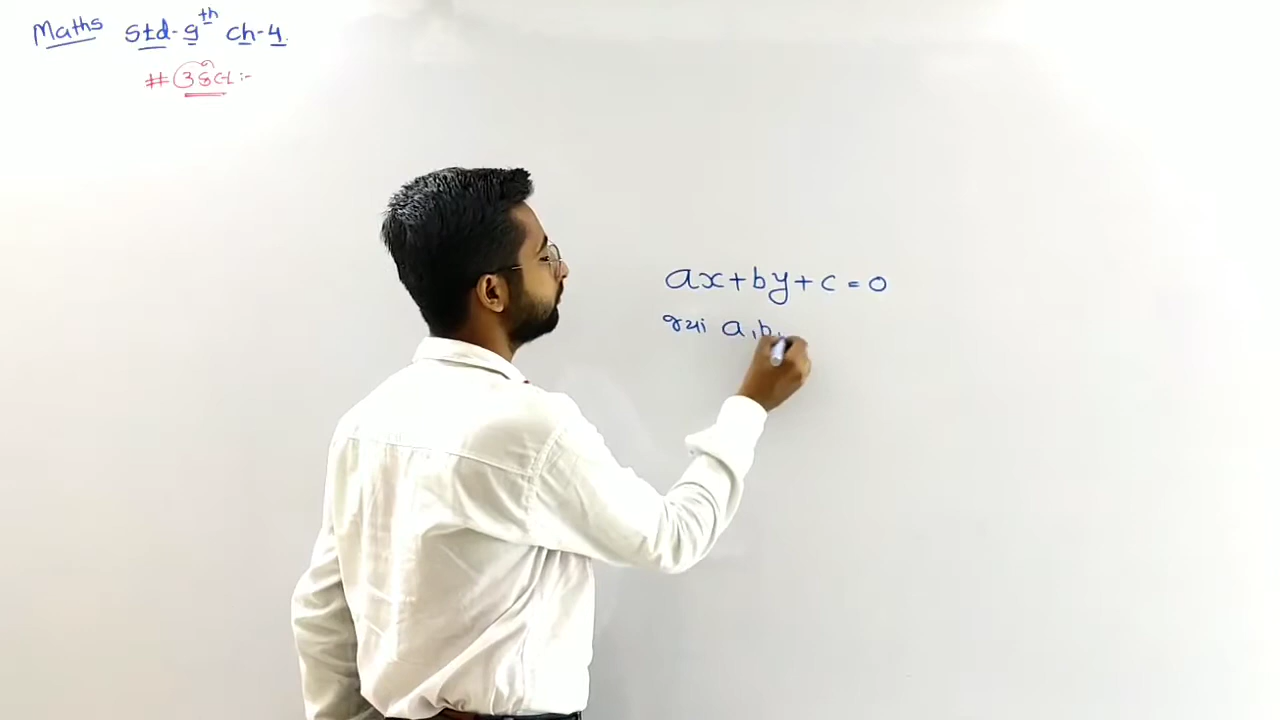 Maths std-9th ch-4.
# ઉકેલ :-
ax+by+c=0
જ્યાં a,b,